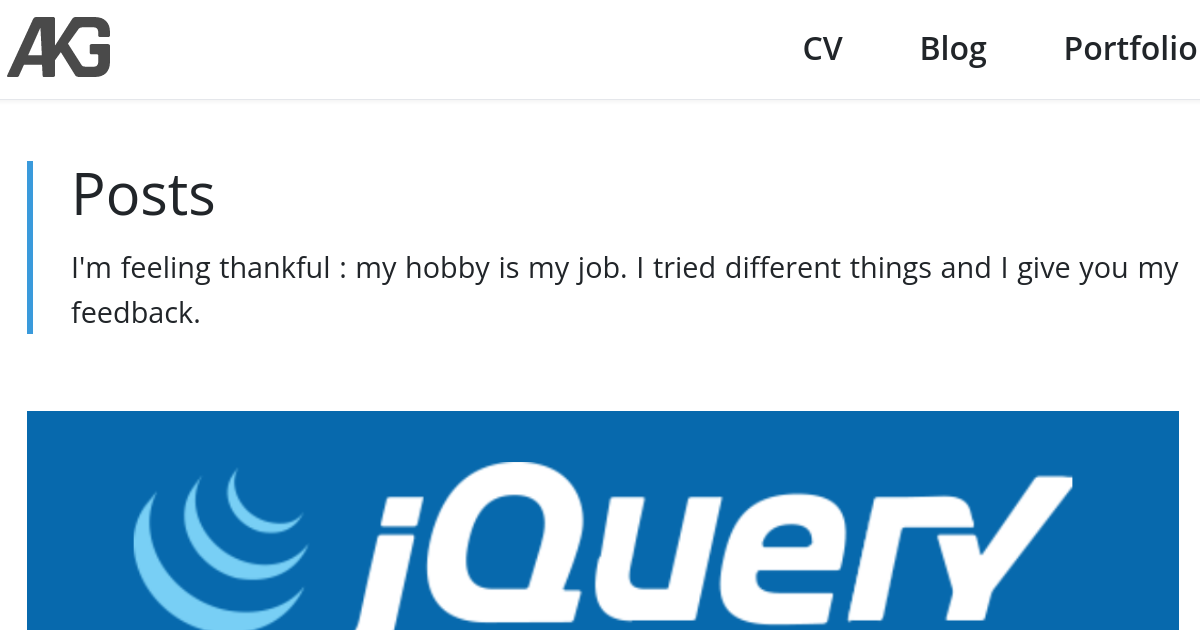 AKG
CV Blog Portfolio
Posts
I'm feeling thankful : my hobby is my job. I tried different things and I give you my
feedback.
jQuery